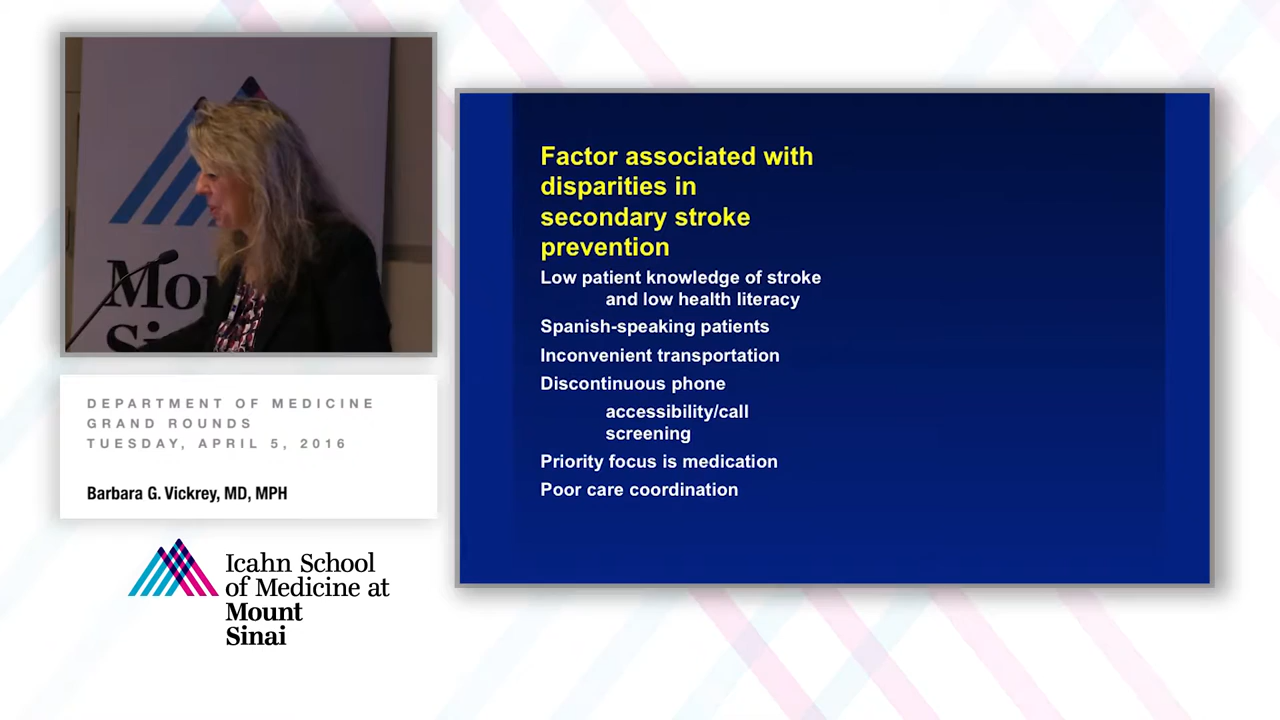 Mou
Sin
DEPARTMENT OF MEDICINE
GRAND ROUNDS
TUESDAY, APRIL 5, 2016
Barbara G. Vickrey, MD, MPH
Icahn School
of Medicine at
Mount
Sinai
Factor associated with
disparities in
secondary stroke
prevention
Low patient knowledge of stroke
and low health literacy
Spanish-speaking patients
Inconvenient transportation
Discontinuous phone
accessibility/call
screening
Priority focus is medication
Poor care coordination